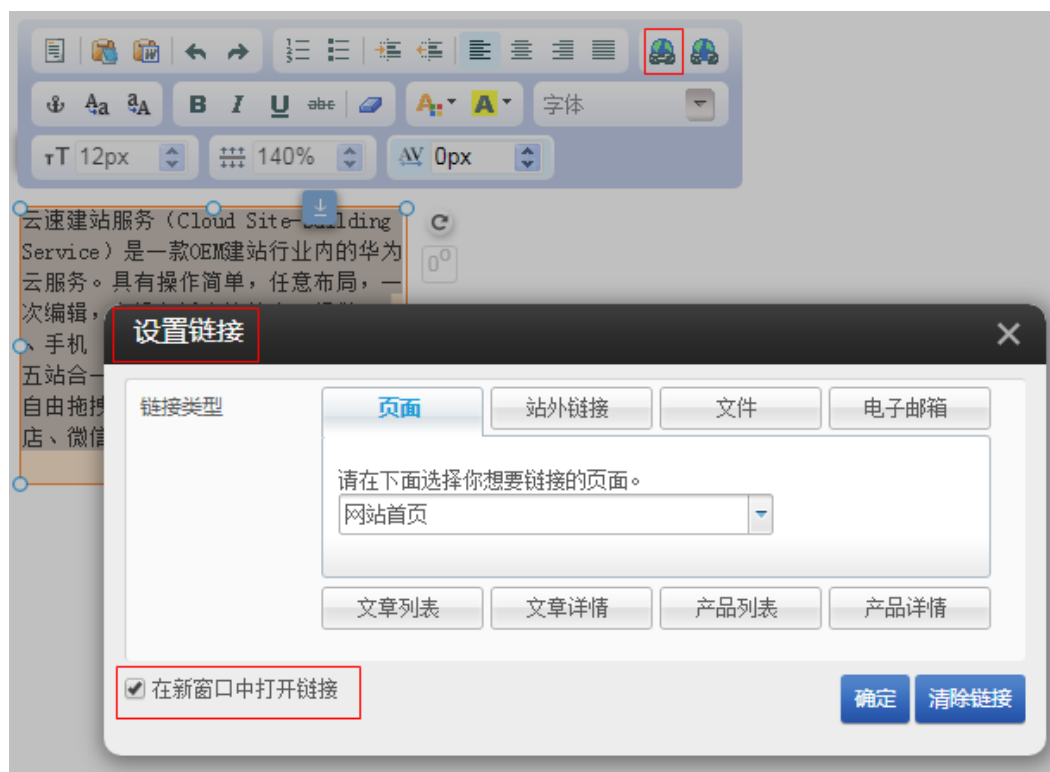 B I U abe A A 字体
T 12px 140% AV 0px
云速建站服务（Cloud Site-Building
Service）是一款OEM建站行业内的华为
云服务。具有操作简单，任意布局，一
次编辑，
、手机
五站合一
自由拖拽
店、微信
0°
设置链接
链接类型
页面 站外链接 文件 电子邮箱
请在下面选择你想要链接的页面。
网站首页
文章列表 文章详情 产品列表 产品详情
在新窗口中打开链接
确定 清除链接